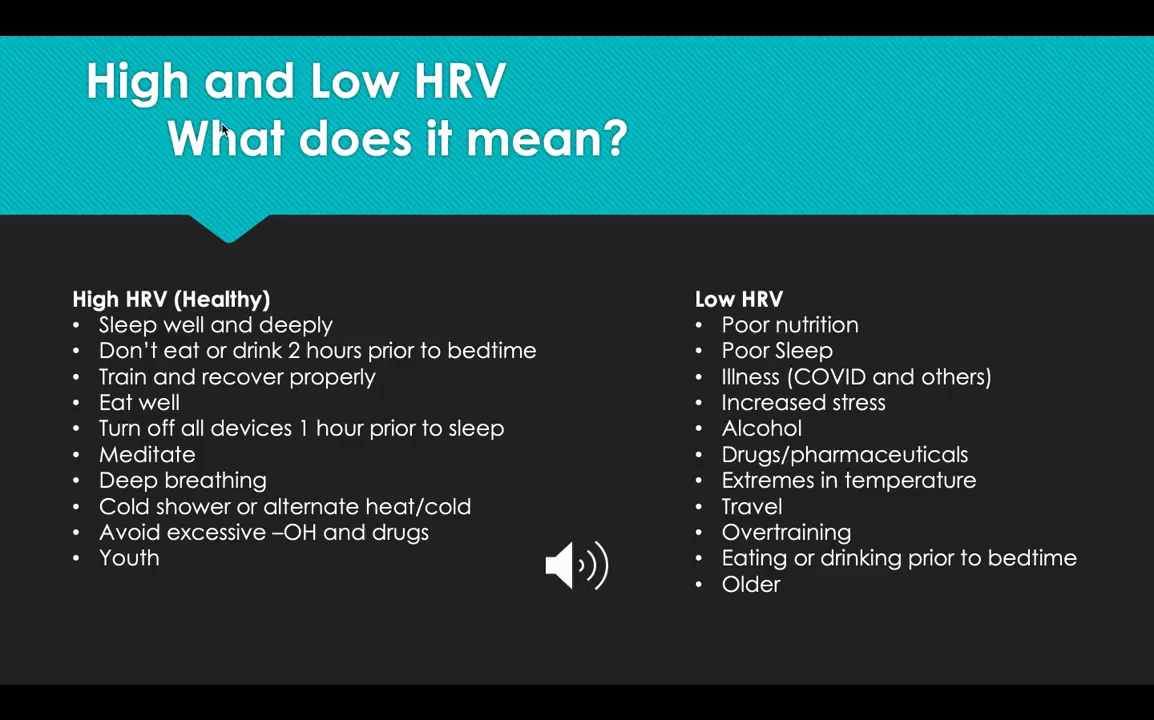 High and Low HRV
What does it mean?
High HRV (Healthy)
• Sleep well and deeply
• Don’t eat or drink 2 hours prior to bedtime
• Train and recover properly
• Eat well
• Turn off all devices 1 hour prior to sleep
• Meditate
• Deep breathing
• Cold shower or alternate heat/cold
• Avoid excessive –OH and drugs
• Youth
Low HRV
• Poor nutrition
• Poor Sleep
• Illness (COVID and others)
• Increased stress
• Alcohol
• Drugs/pharmaceuticals
• Extremes in temperature
• Travel
• Overtraining
• Eating or drinking prior to bedtime
• Older